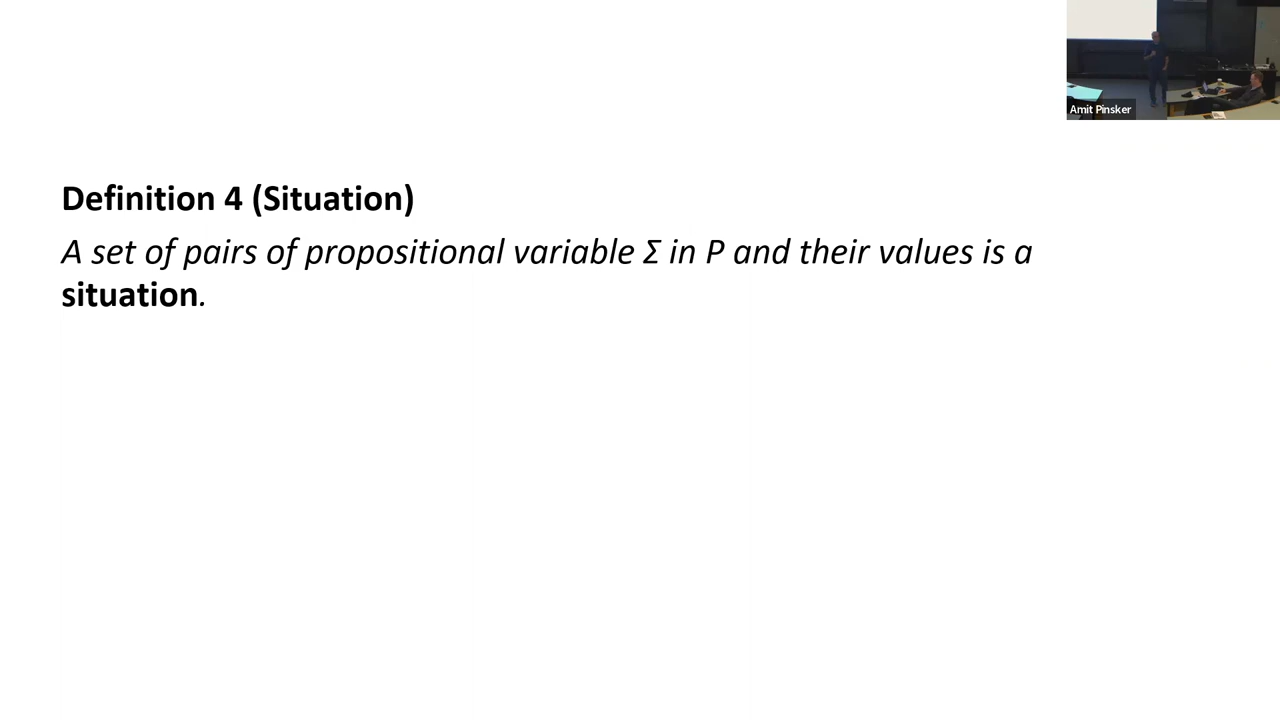 Amit Pinsker
Definition 4 (Situation)
A set of pairs of propositional variable Σ in P and their values is a
situation.